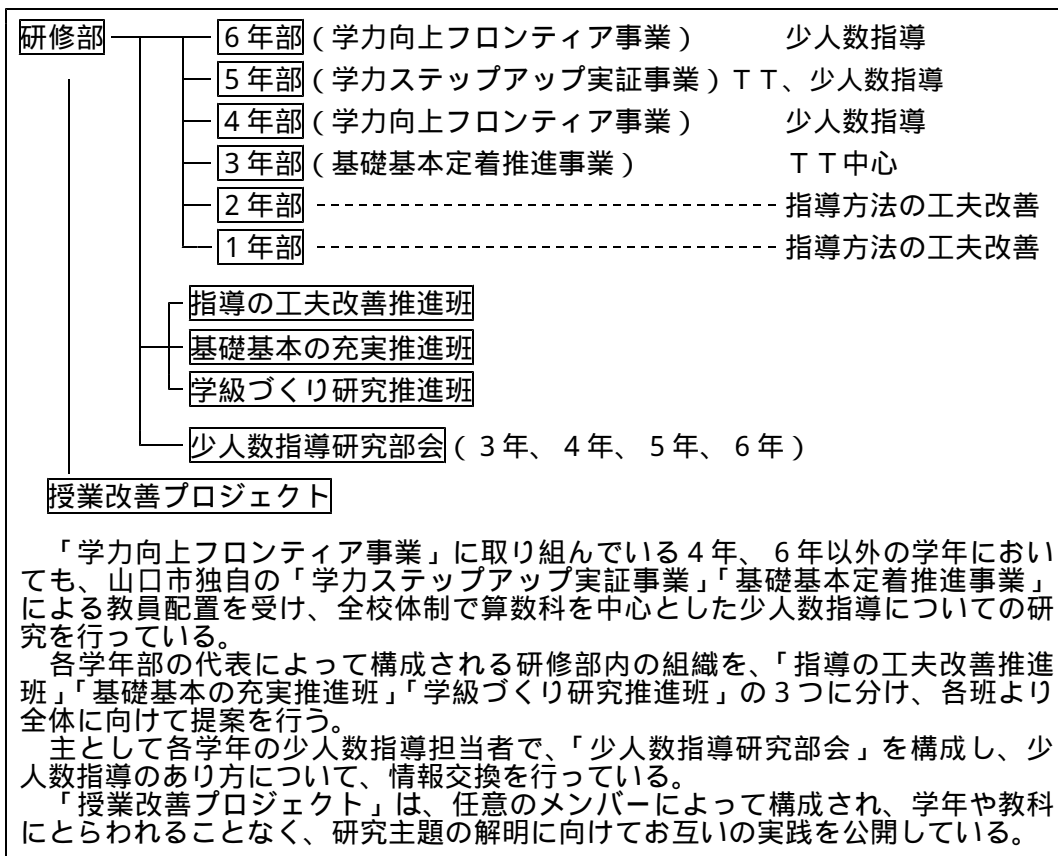 研修部 6年部(学力向上フロンティア事業) 少人数指導
5年部(学力ステップアップ実証事業)TT、少人数指導
4年部(学力向上フロンティア事業) 少人数指導
3年部(基礎基本定着推進事業) TT中心
2年部 ------------------------------ 指導方法の工夫改善
1年部 ------------------------------ 指導方法の工夫改善
指導の工夫改善推進班
基礎基本の充実推進班
学級づくり研究推進班
少人数指導研究部会(3年、4年、5年、6年)
授業改善プロジェクト
「学力向上フロンティア事業」に取り組んでいる4年、6年以外の学年におい
ても、山口市独自の「学力ステップアップ実証事業」「基礎基本定着推進事業」
による教員配置を受け、全校体制で算数科を中心とした少人数指導についての研
究を行っている。
各学年部の代表によって構成される研修部内の組織を、「指導の工夫改善推進
班」「基礎基本の充実推進班」「学級づくり研究推進班」の3つに分け、各班より
全体に向けて提案を行う。
主として各学年の少人数指導担当者で、「少人数指導研究部会」を構成し、少
人数指導のあり方について、情報交換を行っている。
「授業改善プロジェクト」は、任意のメンバーによって構成され、学年や教科
にとらわれることなく、研究主題の解明に向けてお互いの実践を公開している。